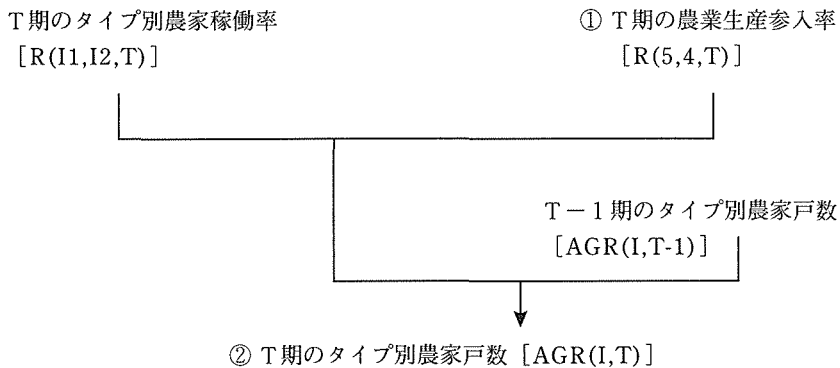 T期のタイプ別農家稼働率
[R(I1,I2,T)]
① T期の農業生産参入率
[R(5,4,T)]
T－1期のタイプ別農家戸数
[AGR(I,T-1)]
② T期のタイプ別農家戸数 [AGR(I,T)]